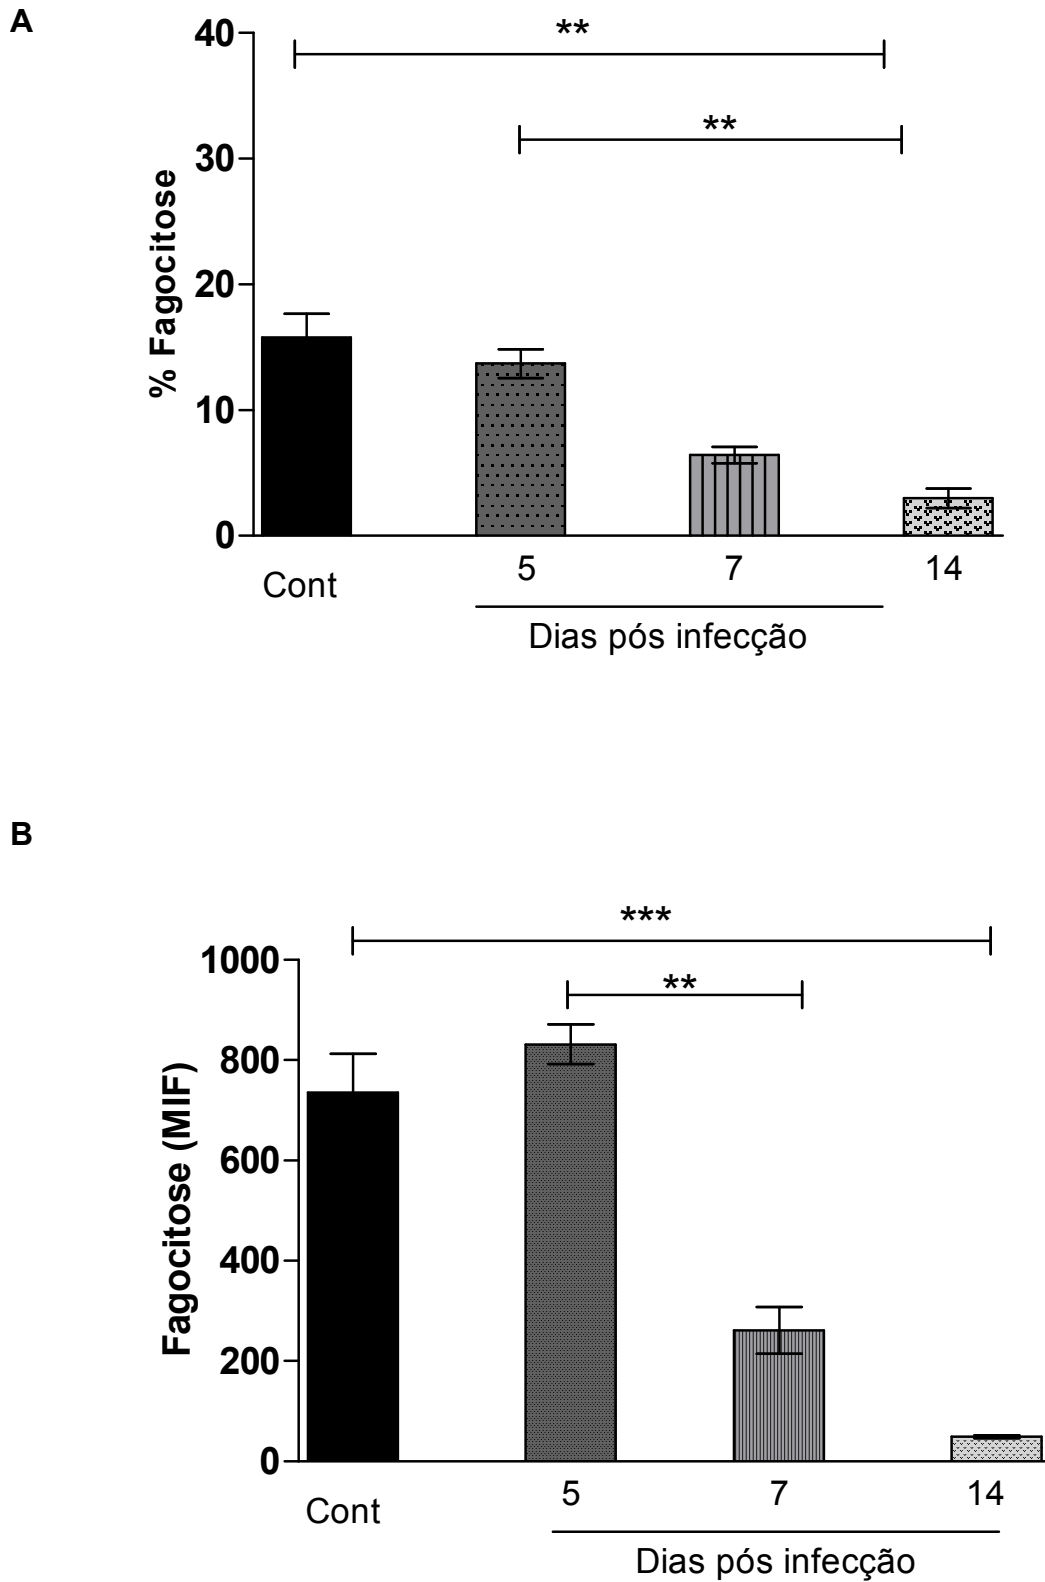 A
**
**
40
30
20
10
0
% Fagocitose
Cont
5
7
14
Dias pós infecção
B
***
**
1000
800
600
400
200
0
Fagocitose (MIF)
Cont
5
7
14
Dias pós infecção